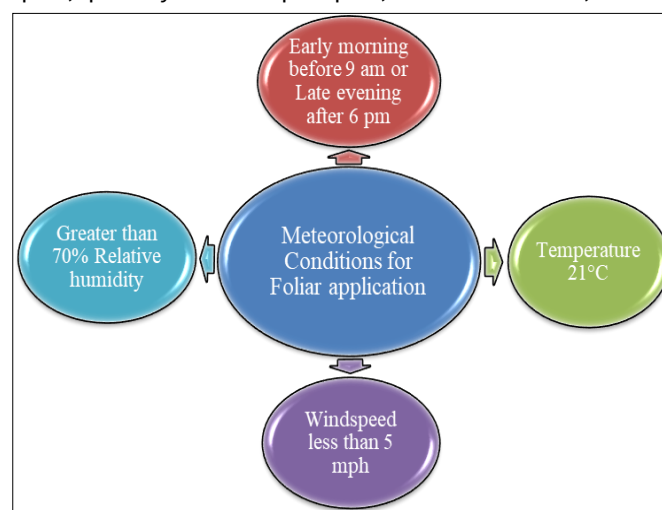 Early morning
before 9 am or
Late evening
after 6 pm
Greater than
70% Relative
humidity
Meteorological
Conditions for
Foliar application
Temperature
21°C
Windspeed
less than 5
mph